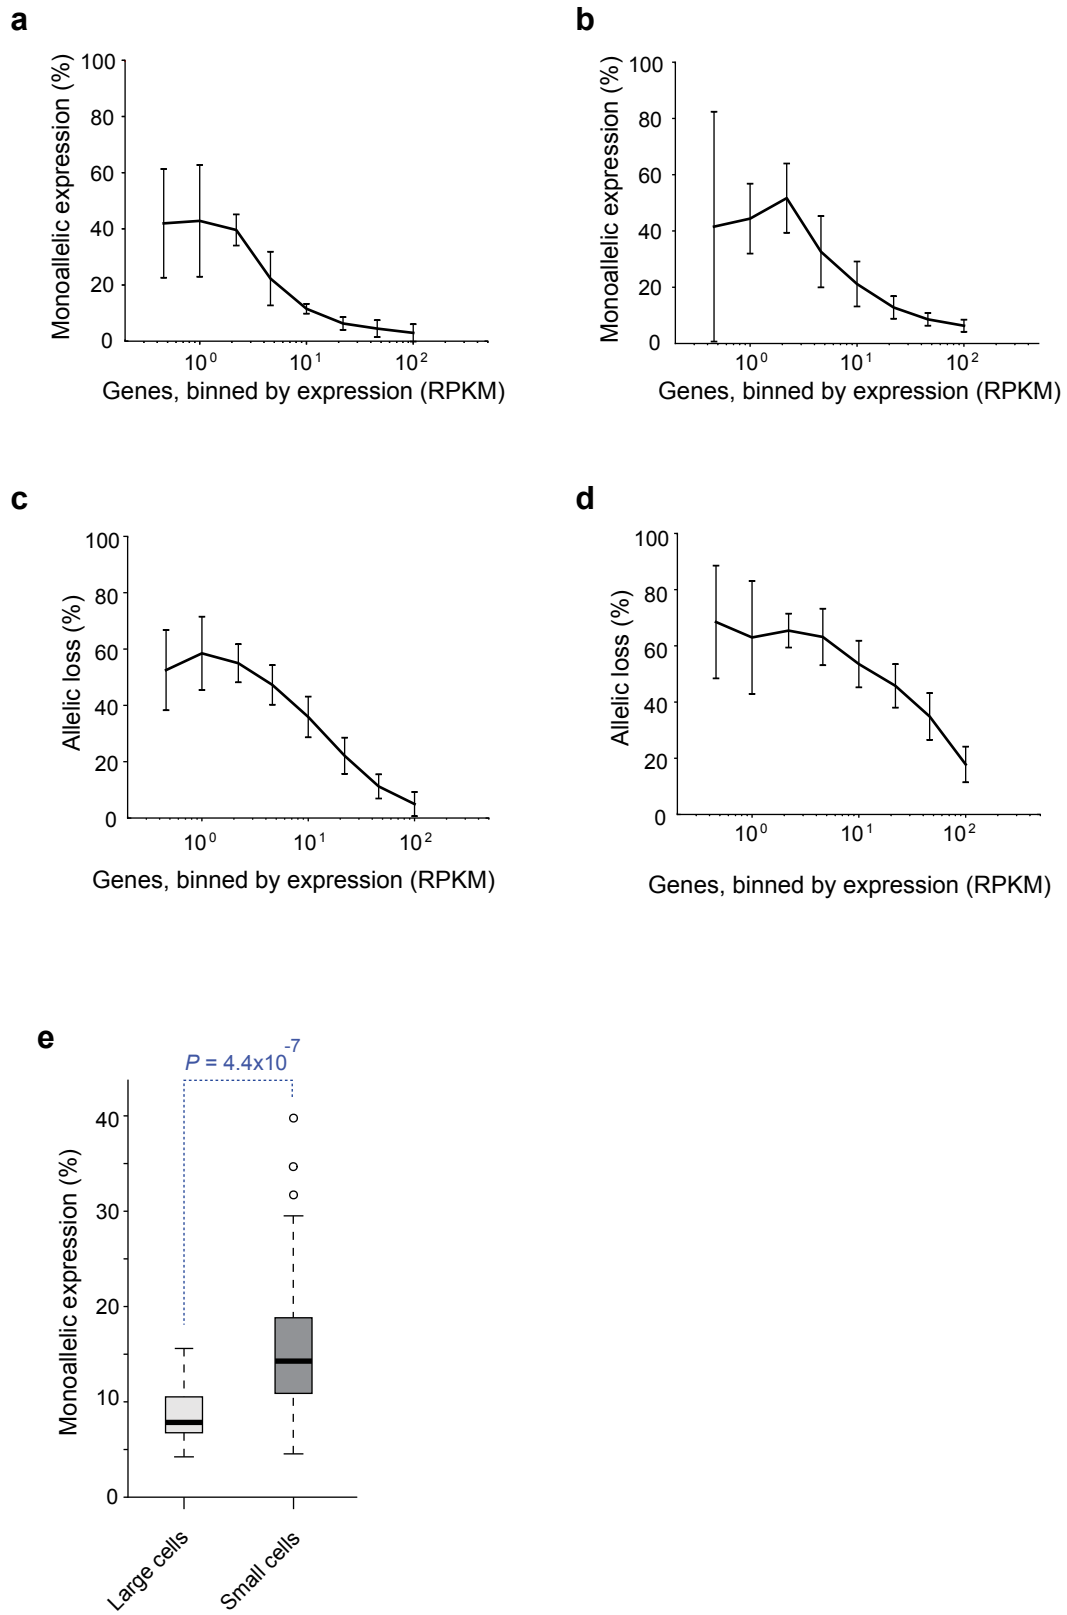 a
Monoallelic expression (%)
100
80
60
40
20
0
10⁰ 10¹ 10²
Genes, binned by expression (RPKM)
b
Monoallelic expression (%)
100
80
60
40
20
0
10⁰ 10¹ 10²
Genes, binned by expression (RPKM)
c
Allelic loss (%)
100
80
60
40
20
0
10⁰ 10¹ 10²
Genes, binned by expression (RPKM)
d
Allelic loss (%)
100
80
60
40
20
0
10⁰ 10¹ 10²
Genes, binned by expression (RPKM)
e
P = 4.4x10⁻⁷
Monoallelic expression (%)
40
30
20
10
0
Large cells
Small cells